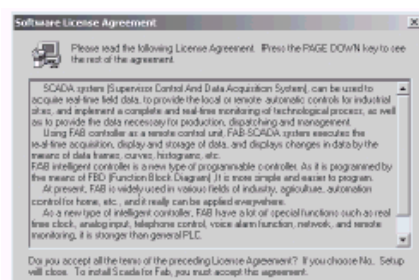 Software License Agreement
Please read the following License Agreement. Press the PAGE DOWN key to see
the rest of the agreement.
SCADA system (Supervisor Control And Data Acquisition System), can be used to
acquire real-time field data, to provide the local or remote automatic controls for industrial
sites, and implement a complete and real-time monitoring of technological process, as well
as to provide the data necessary for production, dispatching and management.
Using FAB controller as a remote control unit, FAB-SCADA system executes the
real-time acquisition, display and storage of data, and displays changes in data by the
means of data frames, curves, histograms, etc.
FAB intelligent controller is a new type of programmable controller. As it is programmed
by the means of FBD (Function Block Diagram), it is more simple and easier to program.
At present, FAB is widely used in various fields of industry, agriculture, automation
control for home, etc., and it really can be applied everywhere.
As a new type of intelligent controller, FAB have a lot of special functions such as real
time clock, analog input, telephone control, voice alarm function, network, and remote
monitoring, it is stronger than general PLC.
Do you accept all the terms of the preceding License Agreement? If you choose No, Setup
will close. To install Scada for Fab, you must accept this agreement.